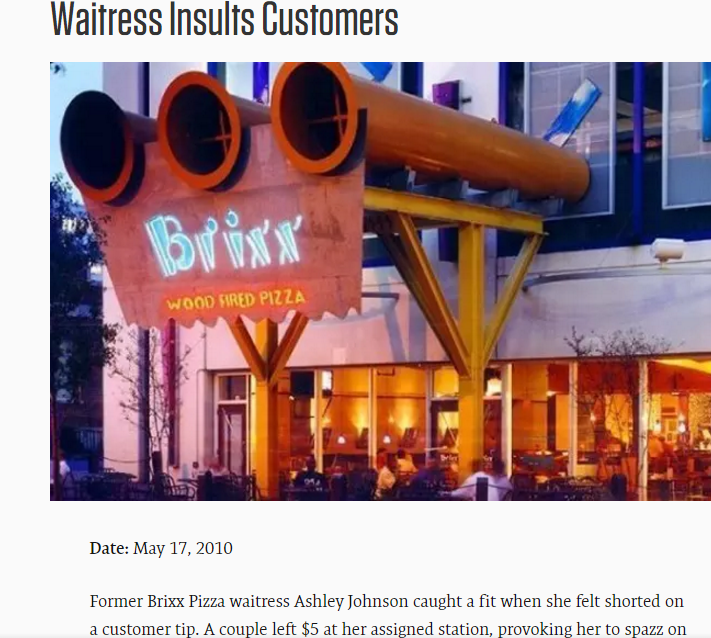 Waitress Insults Customers
Brixx
WOOD FIRED PIZZA
Date: May 17, 2010
Former Brixx Pizza waitress Ashley Johnson caught a fit when she felt shorted on
a customer tip. A couple left $5 at her assigned station, provoking her to spazz on